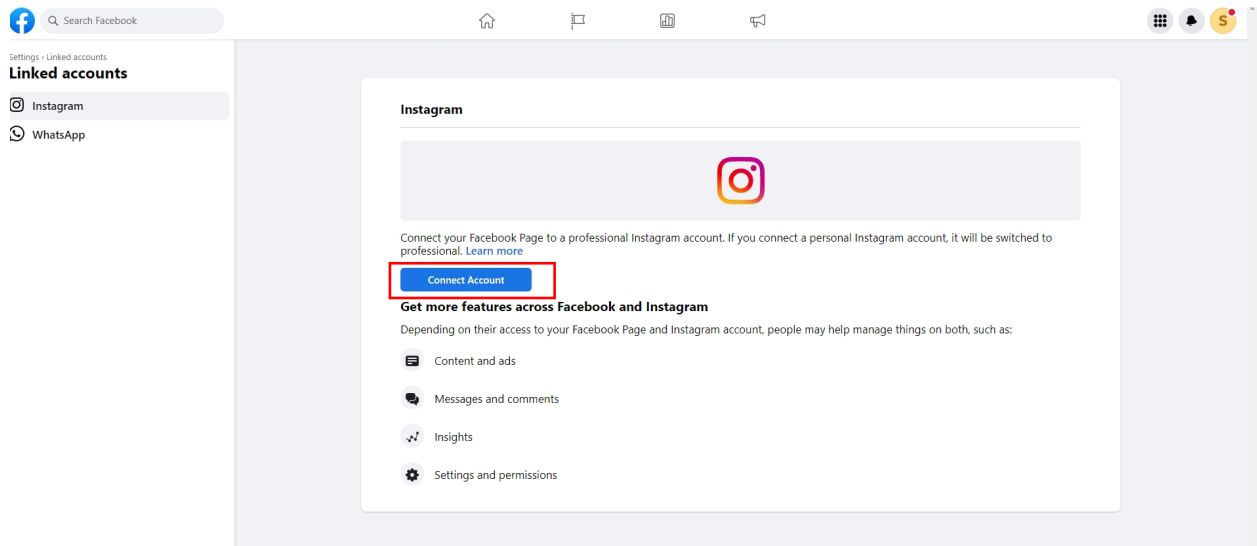 Search Facebook
S
Settings › Linked accounts
Linked accounts
Instagram
WhatsApp
Instagram
Connect your Facebook Page to a professional Instagram account. If you connect a personal Instagram account, it will be switched to
professional. Learn more
Connect Account
Get more features across Facebook and Instagram
Depending on their access to your Facebook Page and Instagram account, people may help manage things on both, such as:
Content and ads
Messages and comments
Insights
Settings and permissions